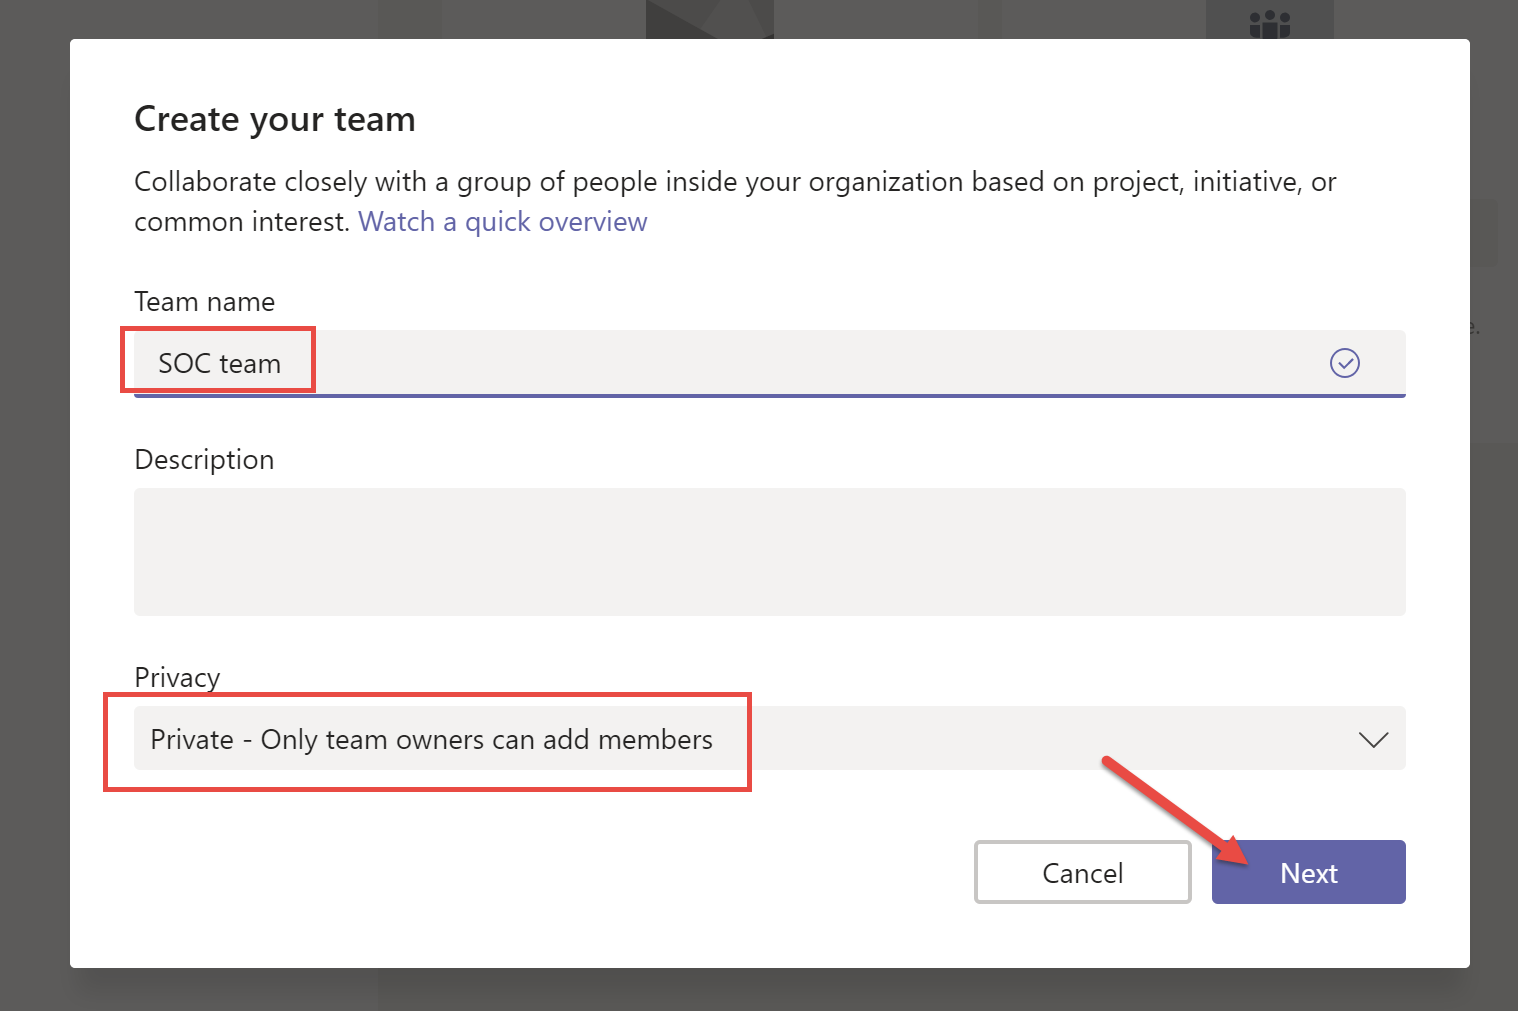 Create your team
Collaborate closely with a group of people inside your organization based on project, initiative, or
common interest. Watch a quick overview
Team name
SOC team
Description
Privacy
Private - Only team owners can add members
Cancel
Next